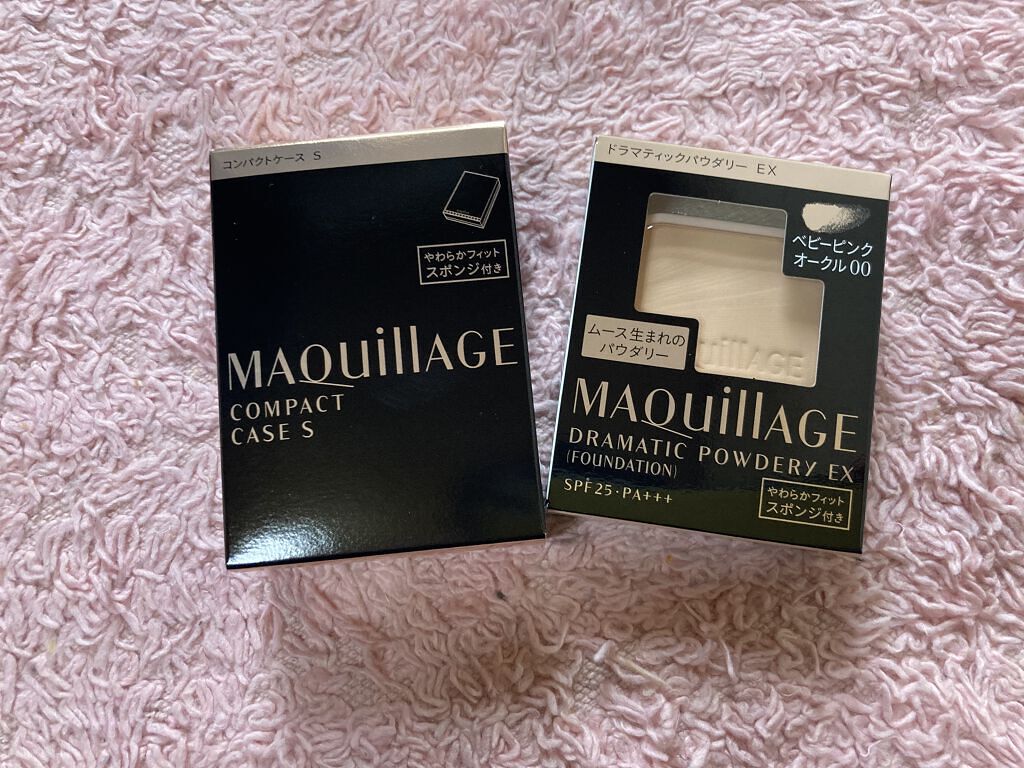 コンパクトケース S
やわらかフィット
スポンジ付き
MAQuillAGE
COMPACT
CASE S
ドラマティックパウダリー EX
ベビーピンク
オークル00
ムース生まれの
パウダリー
uillAGE
MAQuillAGE
DRAMATIC POWDERY EX
(FOUNDATION)
SPF25・PA+++
やわらかフィット
スポンジ付き